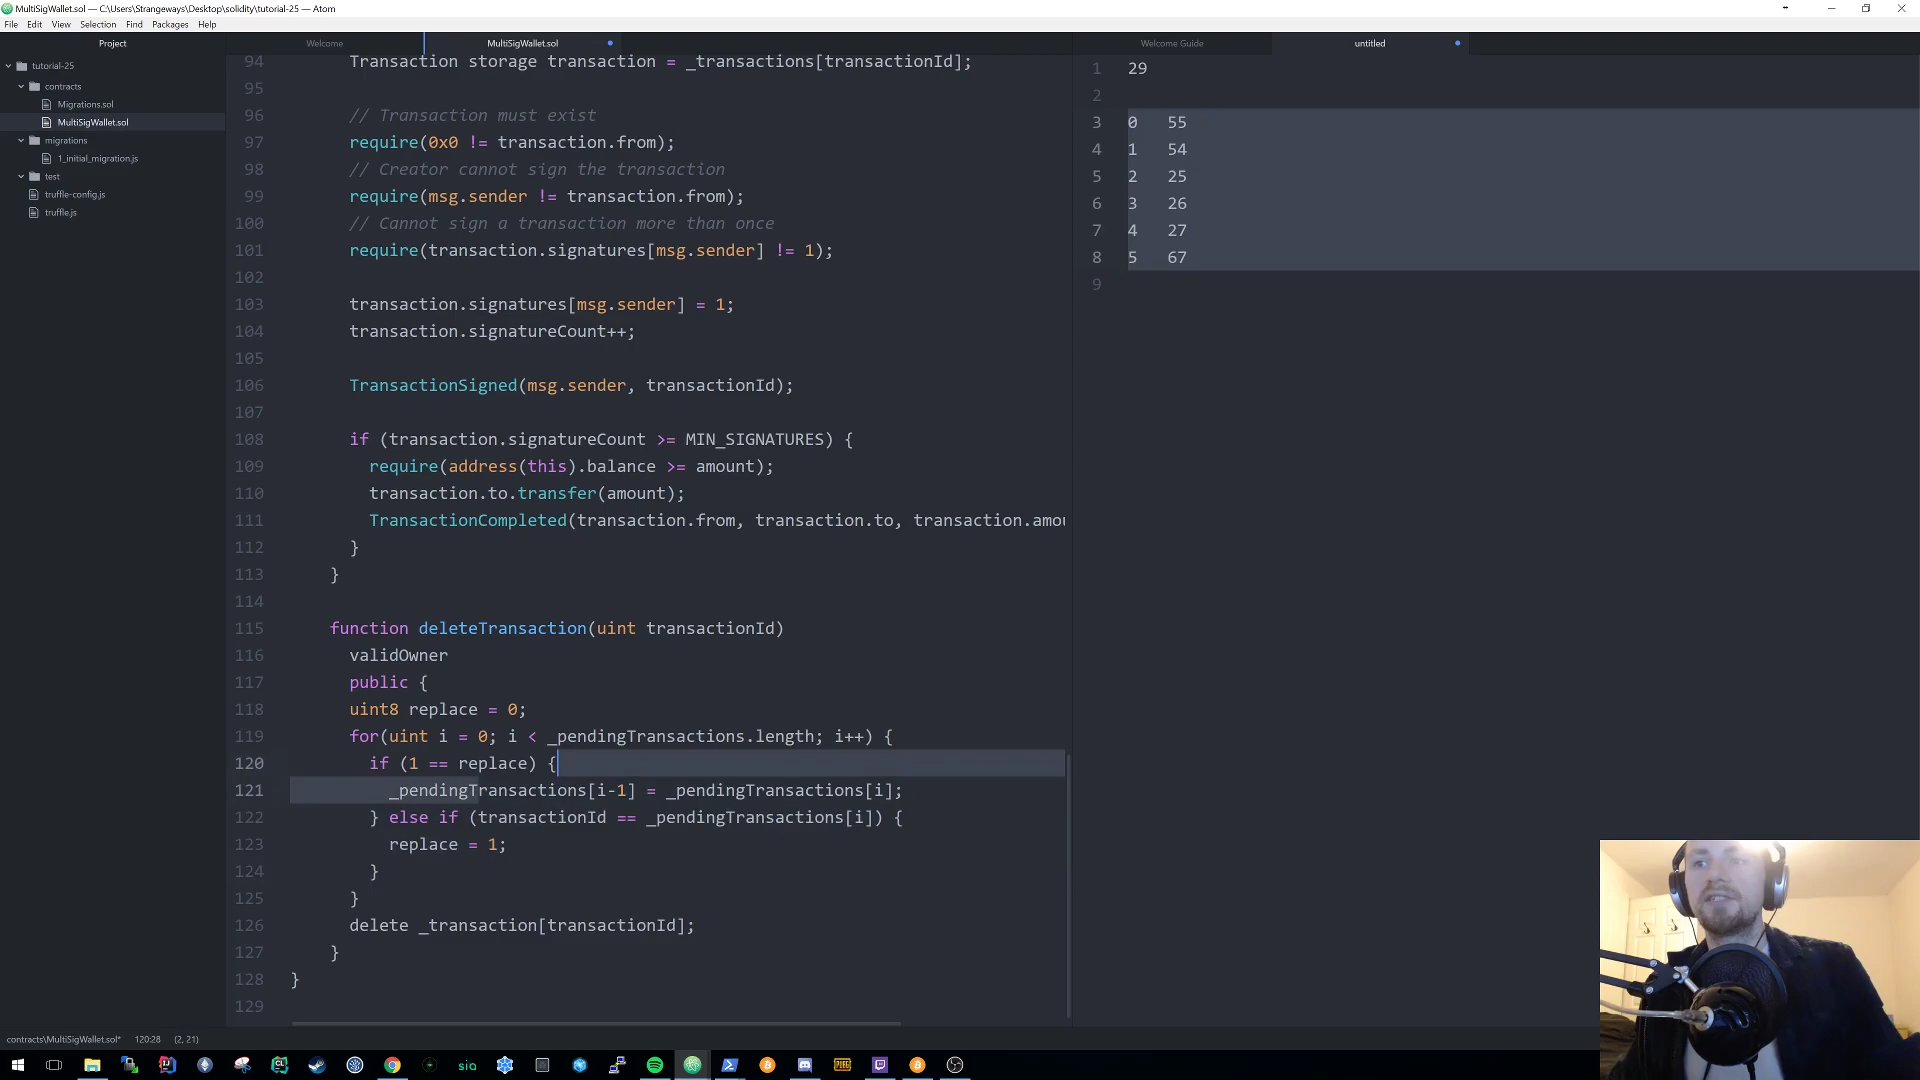 MultiSigWallet.sol — C:\Users\Strangeways\Desktop\solidity\tutorial-25 — Atom
File Edit View Selection Find Packages Help
Project
Welcome
MultiSigWallet.sol
Welcome Guide
untitled
tutorial-25
contracts
Migrations.sol
MultiSigWallet.sol
migrations
1_initial_migration.js
test
truffle-config.js
truffle.js
94 Transaction storage transaction = _transactions[transactionId];
95
96 // Transaction must exist
97 require(0x0 != transaction.from);
98 // Creator cannot sign the transaction
99 require(msg.sender != transaction.from);
100 // Cannot sign a transaction more than once
101 require(transaction.signatures[msg.sender] != 1);
102
103 transaction.signatures[msg.sender] = 1;
104 transaction.signatureCount++;
105
106 TransactionSigned(msg.sender, transactionId);
107
108 if (transaction.signatureCount >= MIN_SIGNATURES) {
109 require(address(this).balance >= amount);
110 transaction.to.transfer(amount);
111 TransactionCompleted(transaction.from, transaction.to, transaction.amou
112 }
113 }
114
115 function deleteTransaction(uint transactionId)
116 validOwner
117 public {
118 uint8 replace = 0;
119 for(uint i = 0; i < _pendingTransactions.length; i++) {
120 if (1 == replace) {
121 _pendingTransactions[i-1] = _pendingTransactions[i];
122 } else if (transactionId == _pendingTransactions[i]) {
123 replace = 1;
124 }
125 }
126 delete _transaction[transactionId];
127 }
128 }
129
1 29
2
3 0 55
4 1 54
5 2 25
6 3 26
7 4 27
8 5 67
9
contracts\MultiSigWallet.sol* 120:28 (2, 21)
IJ
CL
sia
PUBG